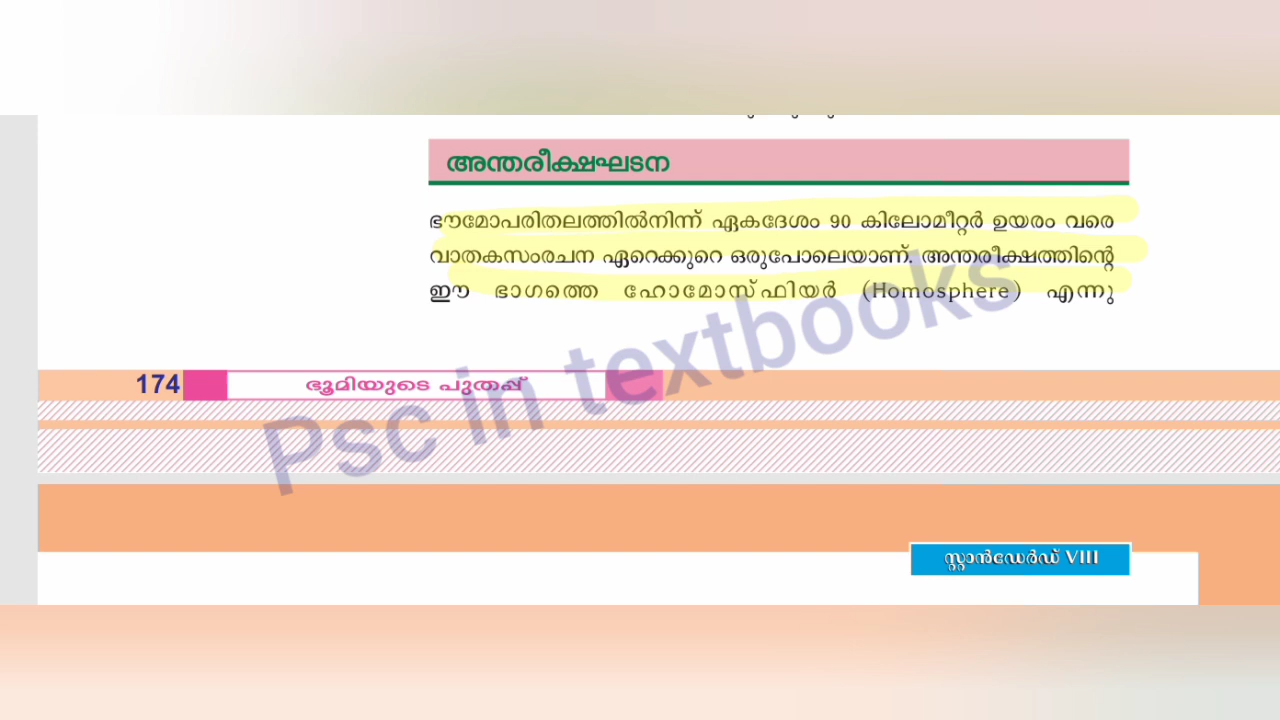 അന്തരീക്ഷഘടന
ഭൗമോപരിതലത്തിൽനിന്ന് ഏകദേശം 90 കിലോമീറ്റർ ഉയരം വരെ
വാതകസംരചന ഏറെക്കുറെ ഒരുപോലെയാണ്. അന്തരീക്ഷത്തിന്റെ
ഈ ഭാഗത്തെ ഹോമോസ്ഫിയർ (Homosphere) എന്നു
174 ഭൂമിയുടെ പുതപ്പ്
Psc in textbooks
സ്റ്റാൻഡേർഡ് VIII